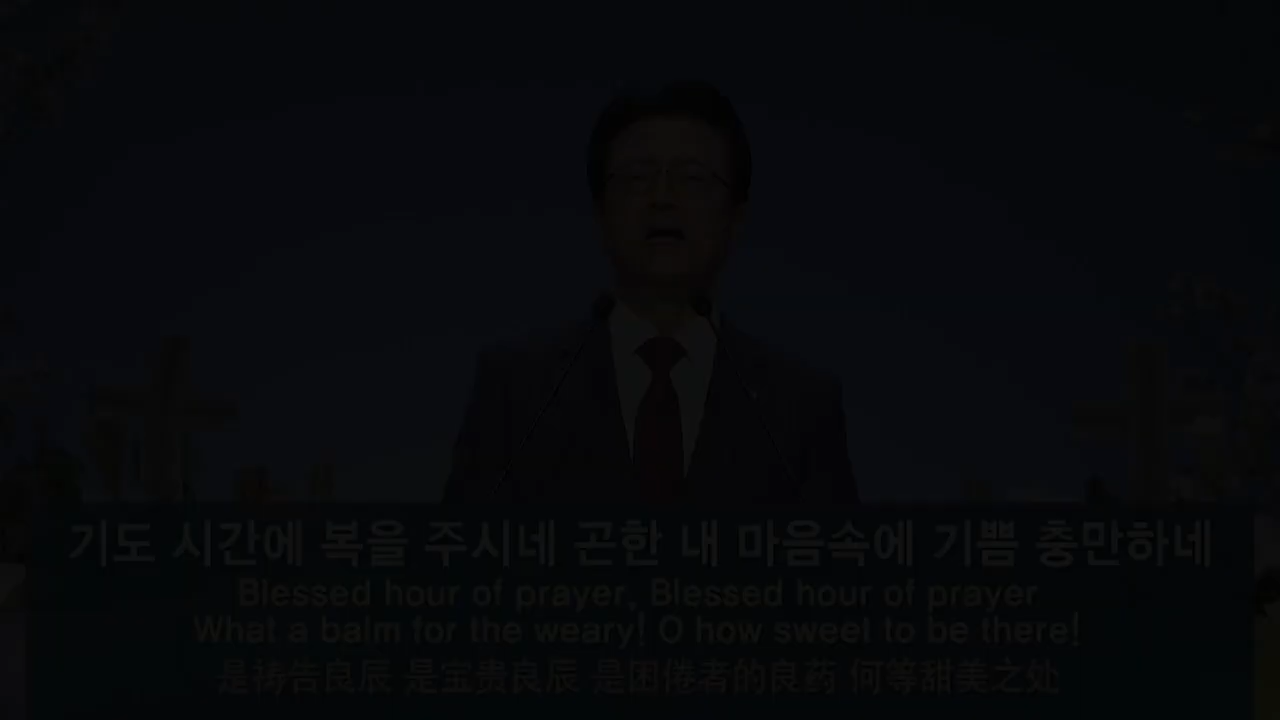 기도 시간에 복을 주시네 곤한 내 마음속에 기쁨 충만하네
Blessed hour of prayer, Blessed hour of prayer
What a balm for the weary! O how sweet to be there!
是祷告良辰 是宝贵良辰 是困倦者的良药 何等甜美之处